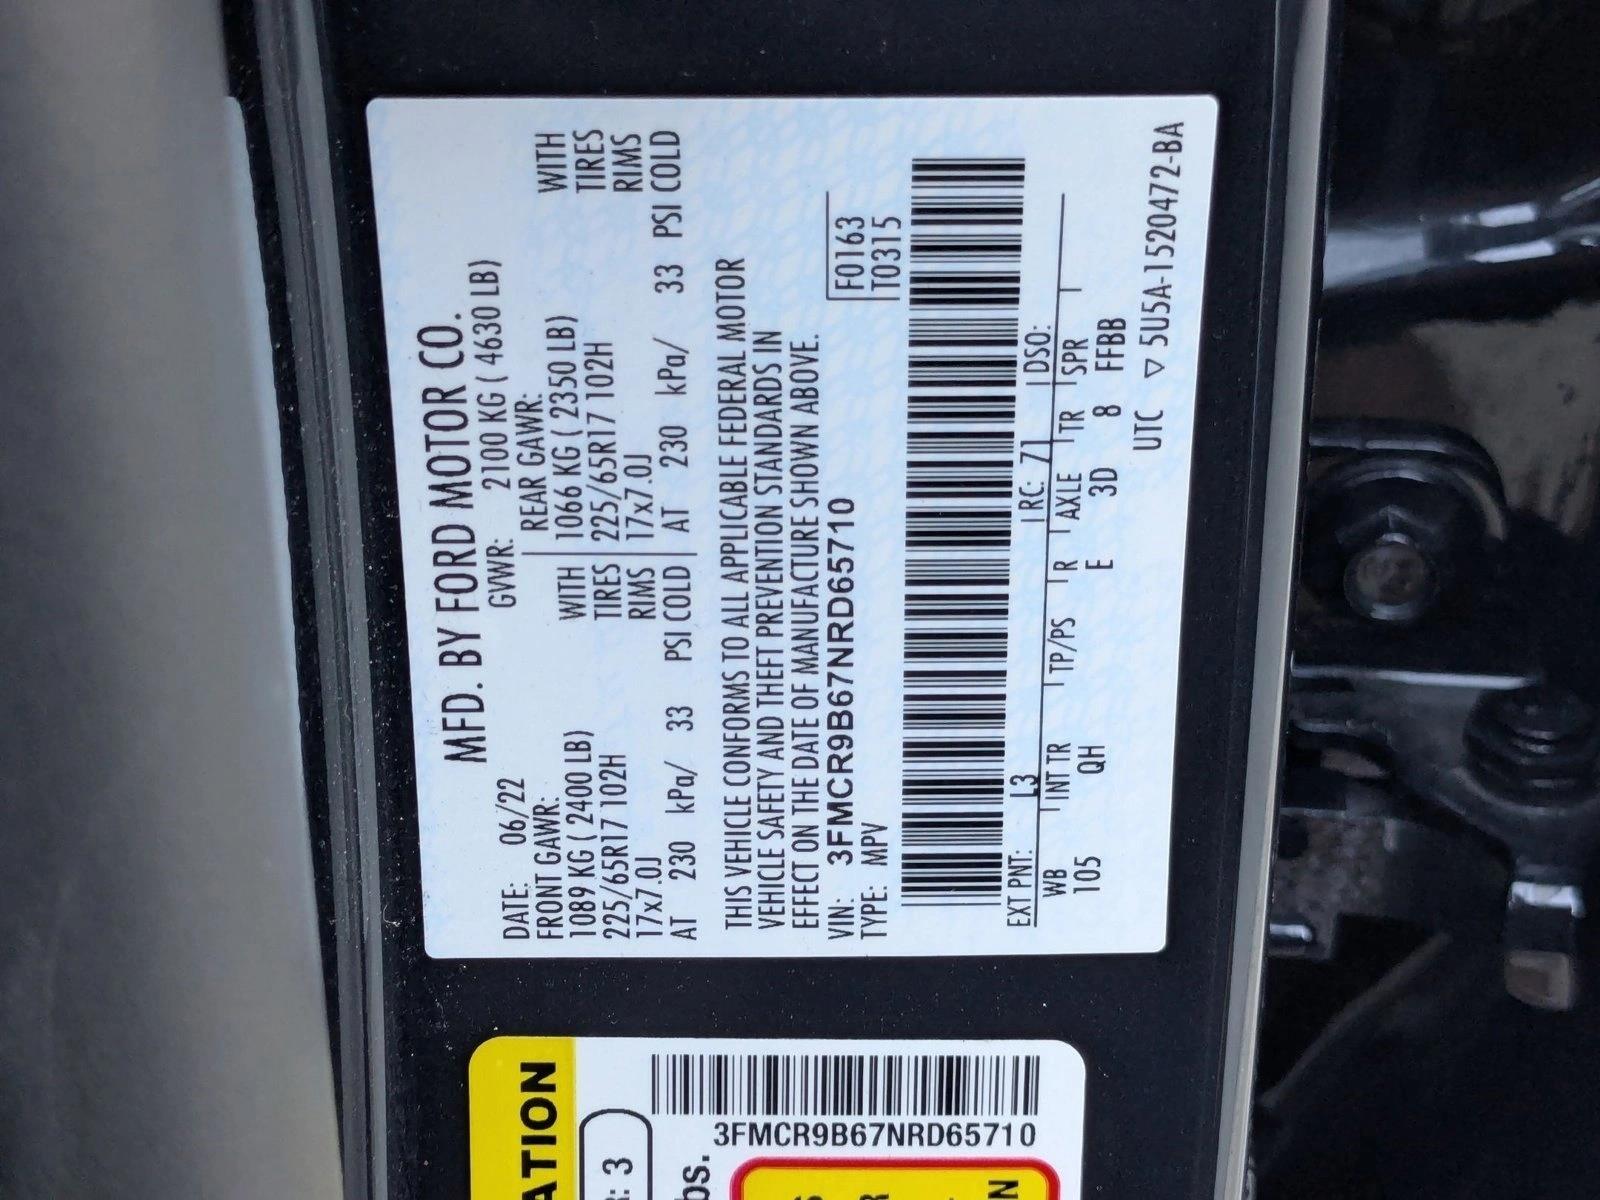 MFD. BY FORD MOTOR CO.
DATE: 06/22 GVWR: 2100 KG ( 4630 LB)
FRONT GAWR: REAR GAWR:
1089 KG ( 2400 LB) WITH 1066 KG ( 2350 LB) WITH
225/65R17 102H TIRES 225/65R17 102H TIRES
17x7.0J RIMS 17x7.0J RIMS
AT 230 kPa/ 33 PSI COLD AT 230 kPa/ 33 PSI COLD
THIS VEHICLE CONFORMS TO ALL APPLICABLE FEDERAL MOTOR
VEHICLE SAFETY AND THEFT PREVENTION STANDARDS IN
EFFECT ON THE DATE OF MANUFACTURE SHOWN ABOVE.
VIN: 3FMCR9B67NRD65710 F0163
TYPE: MPV T0315
EXT PNT: L3 RC: 71 DSO:
WB INT TR TP/PS R AXLE TR SPR
105 QH E 3D 8 FFBB
UTC ▽ 5U5A-1520472-BA
ATION
: 3
3FMCR9B67NRD65710
bs.